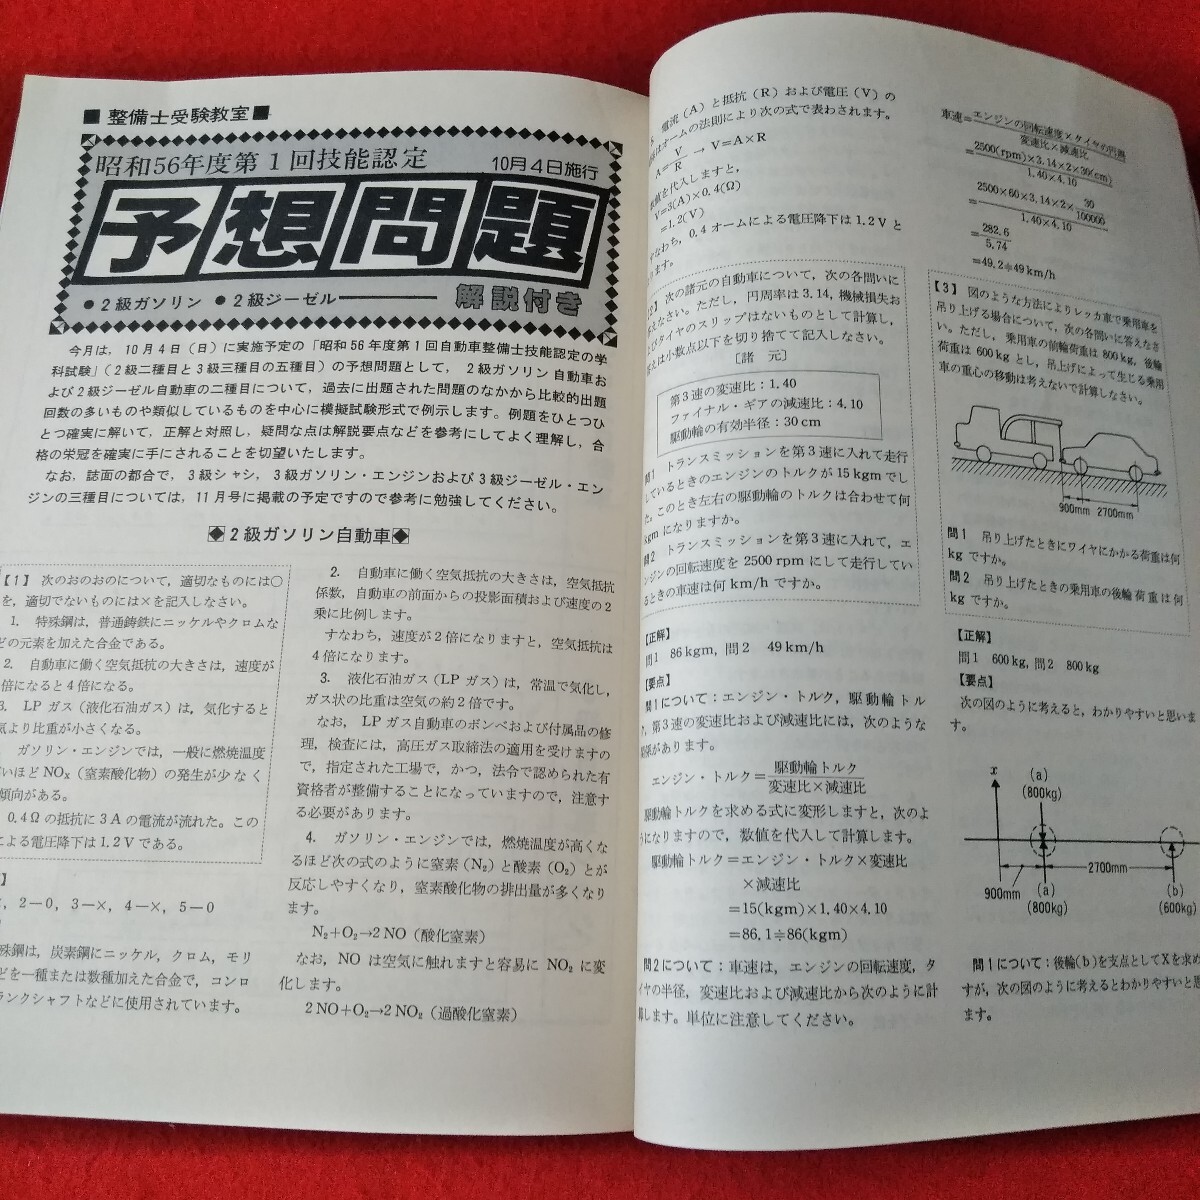 ■整備士受験教室■
昭和56年度第1回技能認定
10月4日施行
予想問題
●2級ガソリン ●2級ジーゼル
解説付き
今月は，10月4日（日）に実施予定の「昭和56年度第1回自動車整備士技能認定の学
科試験」（2級二種目と3級三種目の五種目）の予想問題として，2級ガソリン自動車お
よび2級ジーゼル自動車の二種目について，過去に出題された問題のなかから比較的出題
回数の多いものや類似しているものを中心に模擬試験形式で例示します。例題をひとつひ
とつ確実に解いて，正解と対照し，疑問な点は解説要点などを参考にしてよく理解し，合
格の栄冠を確実に手にされることを切望いたします。
なお，誌面の都合で，3級シャシ，3級ガソリン・エンジンおよび3級ジーゼル・エン
ジンの三種目については，11月号に掲載の予定ですので参考に勉強してください。
◆2級ガソリン自動車◆
【1】 次のおのおのについて，適切なものには○
を，適切でないものには×を記入しなさい。
1. 特殊鋼は，普通鋳鉄にニッケルやクロムな
どの元素を加えた合金である。
2. 自動車に働く空気抵抗の大きさは，速度が
倍になると4倍になる。
3. LPガス（液化石油ガス）は，気化すると
気より比重が小さくなる。
ガソリン・エンジンでは，一般に燃焼温度
いほどNOx（窒素酸化物）の発生が少なく
傾向がある。
0.4Ωの抵抗に3Aの電流が流れた。この
による電圧降下は1.2Vである。
】
×，2―0，3―×，4―×，5―0
殊鋼は，炭素鋼にニッケル，クロム，モリ
どを一種または数種加えた合金で，コンロ
ランクシャフトなどに使用されています。
2. 自動車に働く空気抵抗の大きさは，空気抵抗
係数，自動車の前面からの投影面積および速度の2
乗に比例します。
すなわち，速度が2倍になりますと，空気抵抗は
4倍になります。
3. 液化石油ガス（LPガス）は，常温で気化し，
ガス状の比重は空気の約2倍です。
なお，LPガス自動車のボンベおよび付属品の修
理，検査には，高圧ガス取締法の適用を受けますの
で，指定された工場で，かつ，法令で認められた有
資格者が整備することになっていますので，注意す
る必要があります。
4. ガソリン・エンジンでは，燃焼温度が高くな
るほど次の式のように窒素（N₂）と酸素（O₂）とが
反応しやすくなり，窒素酸化物の排出量が多くなり
ます。
N₂+O₂→2 NO（酸化窒素）
なお，NOは空気に触れますと容易にNO₂に変
化します。
2 NO+O₂→2 NO₂（過酸化窒素）
電流（A）と抵抗（R）および電圧（V）の
オームの法則により次の式で表わされます。
A=V/R → V=A×R
数値を代入しますと，
V=3(A)×0.4(Ω)
=1.2(V)
なわち，0.4オームによる電圧降下は1.2Vと
ります。
2】 次の諸元の自動車について，次の各問いに
えなさい。ただし，円周率は3.14，機械損失お
よびタイヤのスリップはないものとして計算し，
えは小数点以下を切り捨てて記入しなさい。
〔諸 元〕
第3速の変速比：1.40
ファイナル・ギアの減速比：4.10
駆動輪の有効半径：30cm
問1 トランスミッションを第3速に入れて走行
しているときのエンジンのトルクが15kgmでし
た。このとき左右の駆動輪のトルクは合わせて何
kgmになりますか。
問2 トランスミッションを第3速に入れて，エ
ンジンの回転速度を2500rpmにして走行してい
るときの車速は何km/hですか。
【正解】
問1 86kgm，問2 49km/h
【要点】
問1について：エンジン・トルク，駆動輪トル
ク，第3速の変速比および減速比には，次のような
関係があります。
エンジン・トルク=駆動輪トルク/変速比×減速比
駆動輪トルクを求める式に変形しますと，次のよ
うになりますので，数値を代入して計算します。
駆動輪トルク=エンジン・トルク×変速比
×減速比
=15(kgm)×1.40×4.10
=86.1≑86(kgm)
問2について：車速は，エンジンの回転速度，タ
イヤの半径，変速比および減速比から次のように計
算します。単位に注意してください。
車速=エンジンの回転速度×タイヤの円周/変速比×減速比
=2500(rpm)×3.14×2×30(cm)/1.40×4.10
=2500×60×3.14×2×30/100000/1.40×4.10
=282.6/5.74
=49.2≑49km/h
【3】 図のような方法によりレッカ車で乗用車を
吊り上げる場合について，次の各問いに答えなさ
い。ただし，乗用車の前輪荷重は800kg，後輪
荷重は600kgとし，吊上げによって生じる乗用
車の重心の移動は考えないで計算しなさい。
900mm 2700mm
問1 吊り上げたときにワイヤにかかる荷重は何
kgですか。
問2 吊り上げたときの乗用車の後輪荷重は何
kgですか。
【正解】
問1 600kg，問2 800kg
【要点】
次の図のように考えると，わかりやすいと思いま
す。
x
(a)
(800kg)
2700mm
900mm
(a)
(800kg)
(b)
(600kg)
問1について：後輪(b)を支点としてXを求め
すが，次の図のように考えるとわかりやすいと思
ます。